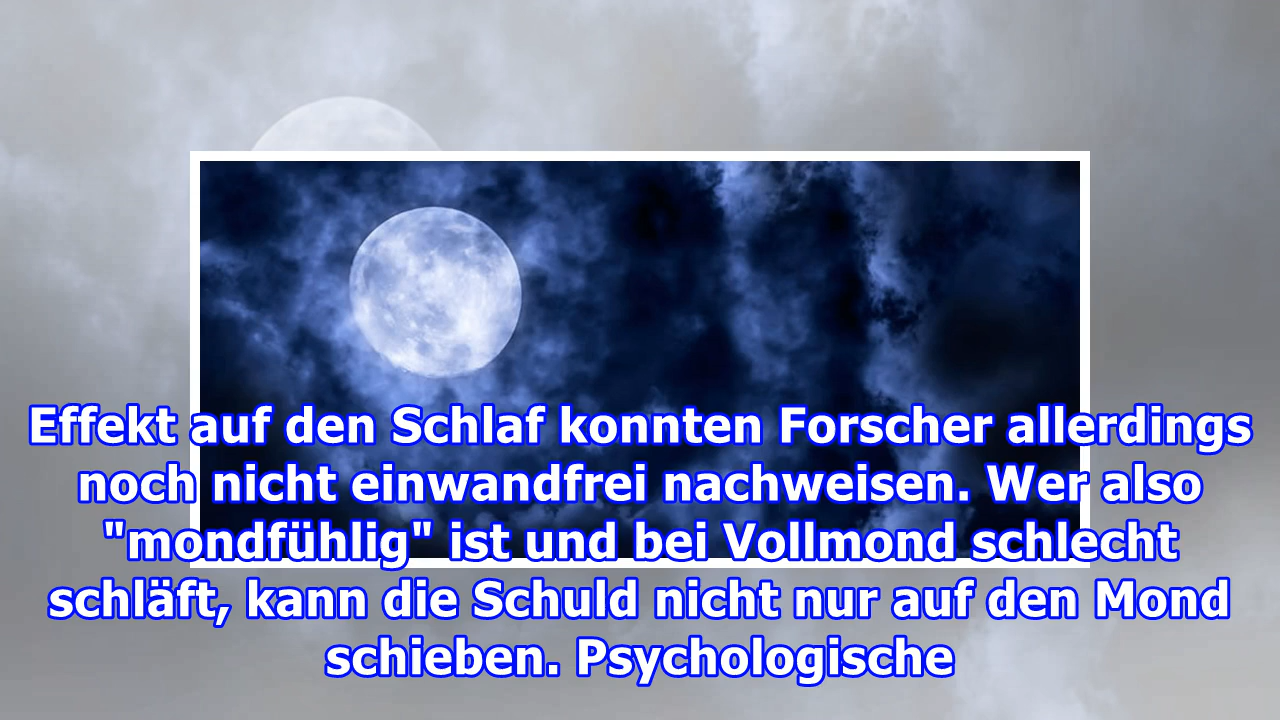 Effekt auf den Schlaf konnten Forscher allerdings
noch nicht einwandfrei nachweisen. Wer also
"mondfühlig" ist und bei Vollmond schlecht
schläft, kann die Schuld nicht nur auf den Mond
schieben. Psychologische